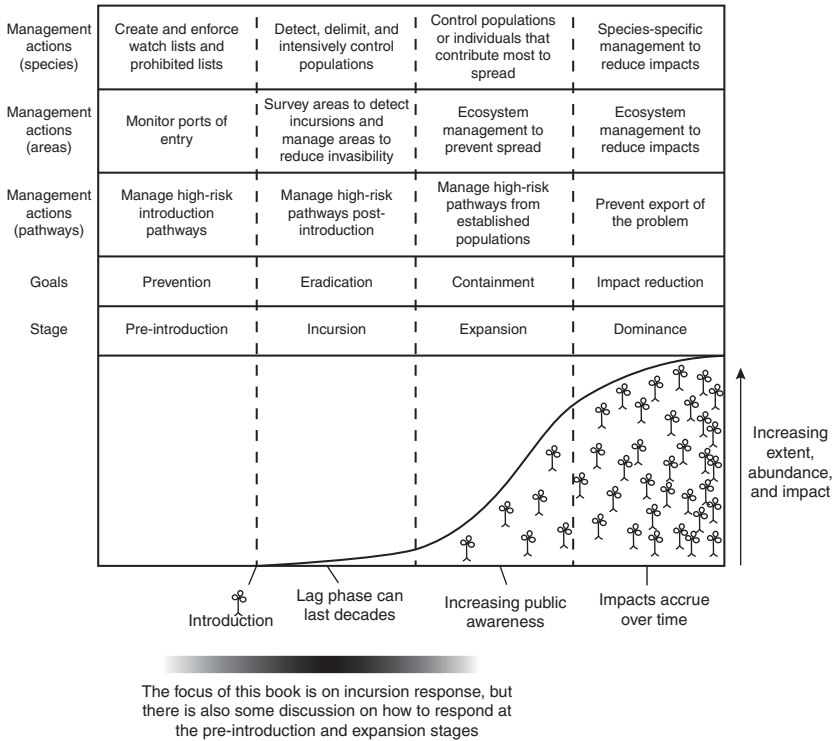 Management
actions
(species)
Create and enforce
watch lists and
prohibited lists
Detect, delimit, and
intensively control
populations
Control populations
or individuals that
contribute most to
spread
Species-specific
management to
reduce impacts
Management
actions
(areas)
Monitor ports of
entry
Survey areas to detect
incursions and
manage areas to
reduce invasibility
Ecosystem
management to
prevent spread
Ecosystem
management to
reduce impacts
Management
actions
(pathways)
Manage high-risk
introduction
pathways
Manage high-risk
pathways post-
introduction
Manage high-risk
pathways from
established
populations
Prevent export of
the problem
Goals
Prevention
Eradication
Containment
Impact reduction
Stage
Pre-introduction
Incursion
Expansion
Dominance
Increasing
extent,
abundance,
and impact
Introduction
Lag phase can
last decades
Increasing public
awareness
Impacts accrue
over time
The focus of this book is on incursion response, but
there is also some discussion on how to respond at
the pre-introduction and expansion stages